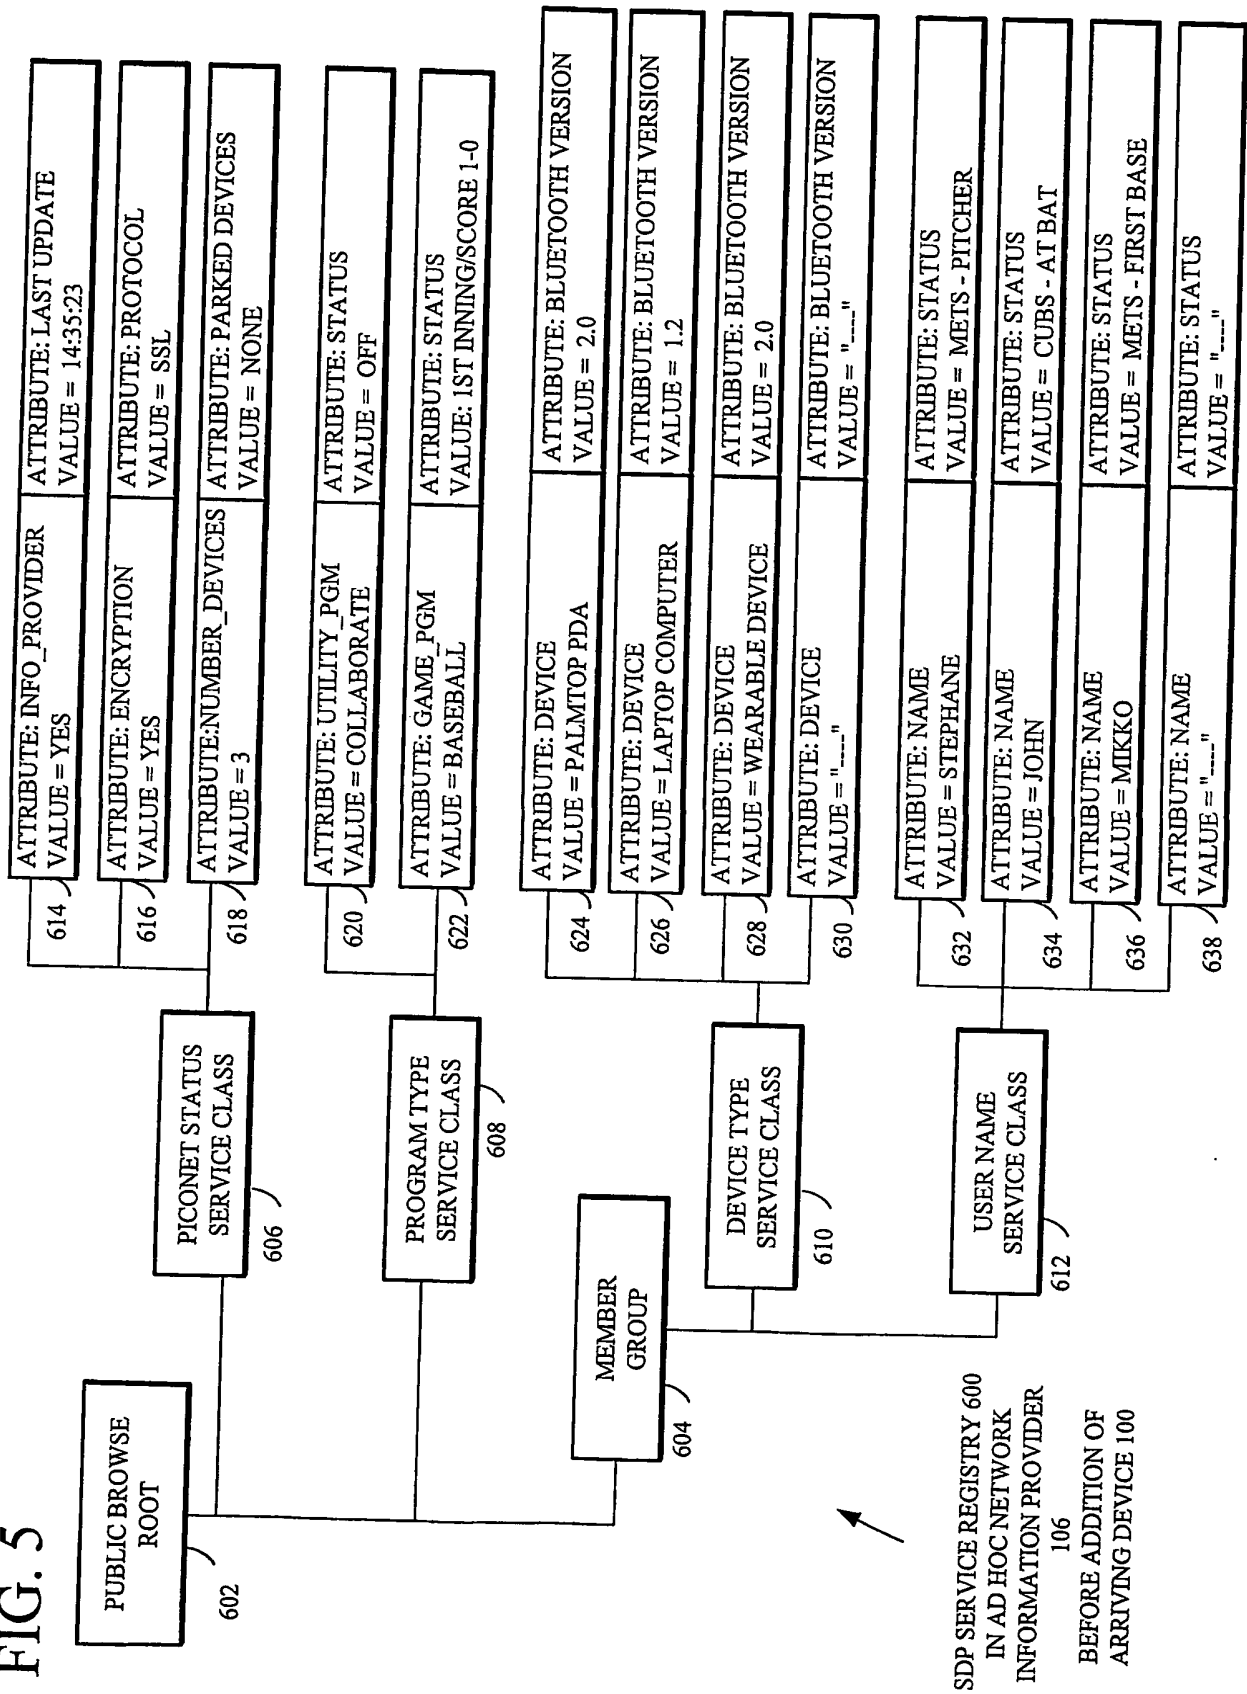 FIG. 5
PUBLIC BROWSE
ROOT
602
PICONET STATUS
SERVICE CLASS
606
ATTRIBUTE: INFO_PROVIDER
VALUE = YES
ATTRIBUTE: LAST UPDATE
VALUE = 14:35:23
614
ATTRIBUTE: ENCRYPTION
VALUE = YES
ATTRIBUTE: PROTOCOL
VALUE = SSL
616
ATTRIBUTE:NUMBER_DEVICES
VALUE = 3
ATTRIBUTE: PARKED DEVICES
VALUE = NONE
618
PROGRAM TYPE
SERVICE CLASS
608
ATTRIBUTE: UTILITY_PGM
VALUE = COLLABORATE
ATTRIBUTE: STATUS
VALUE = OFF
620
ATTRIBUTE: GAME_PGM
VALUE = BASEBALL
ATTRIBUTE: STATUS
VALUE: 1ST INNING/SCORE 1-0
622
MEMBER
GROUP
604
DEVICE TYPE
SERVICE CLASS
610
ATTRIBUTE: DEVICE
VALUE = PALMTOP PDA
ATTRIBUTE: BLUETOOTH VERSION
VALUE = 2.0
624
ATTRIBUTE: DEVICE
VALUE = LAPTOP COMPUTER
ATTRIBUTE: BLUETOOTH VERSION
VALUE = 1.2
626
ATTRIBUTE: DEVICE
VALUE = WEARABLE DEVICE
ATTRIBUTE: BLUETOOTH VERSION
VALUE = 2.0
628
ATTRIBUTE: DEVICE
VALUE = "----"
ATTRIBUTE: BLUETOOTH VERSION
VALUE = "----"
630
USER NAME
SERVICE CLASS
612
ATTRIBUTE: NAME
VALUE = STEPHANE
ATTRIBUTE: STATUS
VALUE = METS - PITCHER
632
ATTRIBUTE: NAME
VALUE = JOHN
ATTRIBUTE: STATUS
VALUE = CUBS - AT BAT
634
ATTRIBUTE: NAME
VALUE = MIKKO
ATTRIBUTE: STATUS
VALUE = METS - FIRST BASE
636
ATTRIBUTE: NAME
VALUE = "----"
ATTRIBUTE: STATUS
VALUE = "----"
638
SDP SERVICE REGISTRY 600
IN AD HOC NETWORK
INFORMATION PROVIDER
106
BEFORE ADDITION OF
ARRIVING DEVICE 100